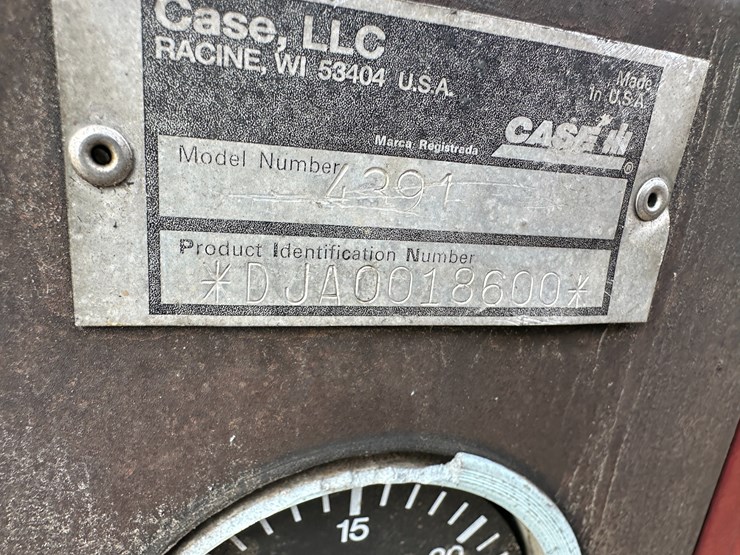 Case, LLC
RACINE, WI 53404 U.S.A.
Made
in U.S.A.
Marca Registrada
CASE IH
®
Model Number
4391
Product Identification Number
*DJA0018600*
15
20